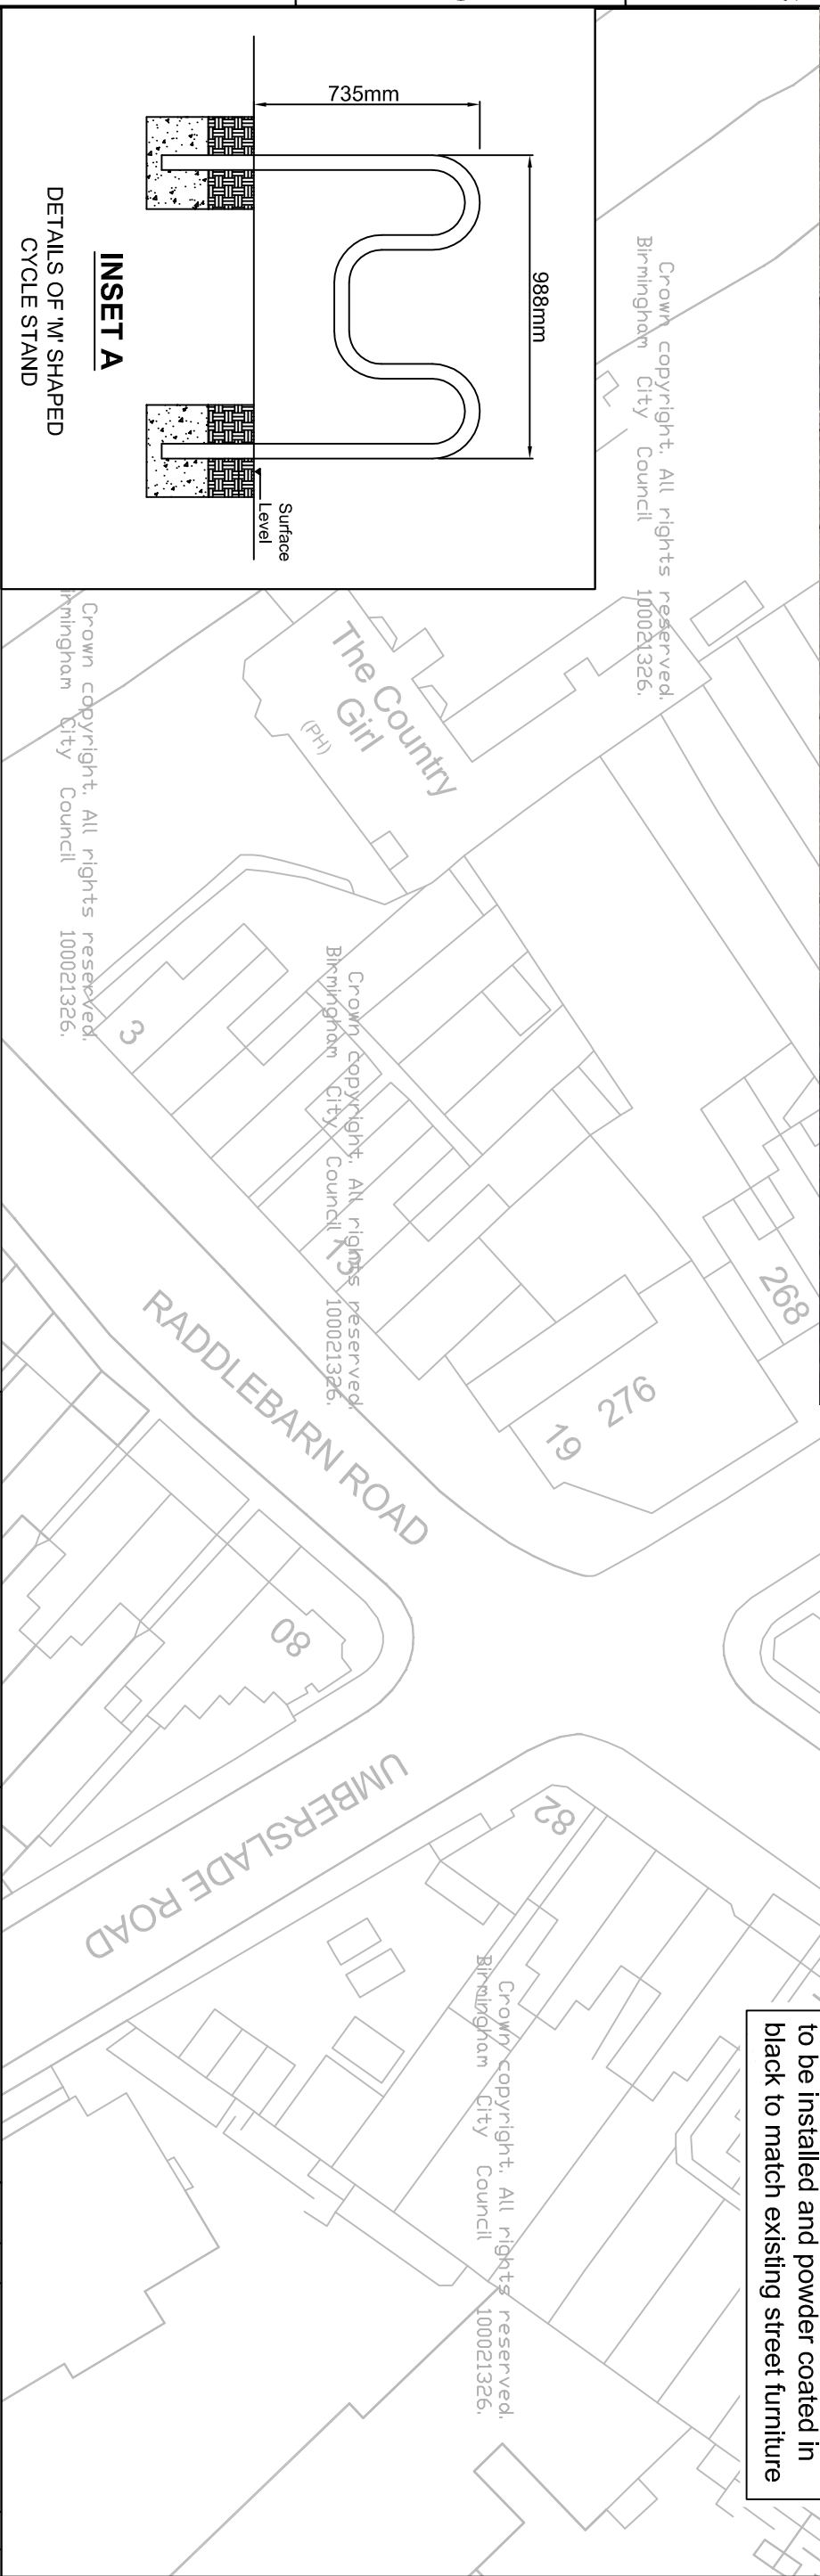 735mm
988mm
Surface
Level
INSET A
DETAILS OF 'M' SHAPED
CYCLE STAND
Crown copyright. All rights reserved.
Birmingham City Council 100021326.
The Country
Girl
(PH)
Crown copyright. All rights reserved.
irmingham City Council 100021326.
3
Crown copyright. All rights reserved.
Birmingham City Council 100021326.
13
268
276
19
RADDLEBARN ROAD
80
UMBERSLADE ROAD
82
Crown copyright. All rights reserved.
Birmingham City Council 100021326.
to be installed and powder coated in
black to match existing street furniture